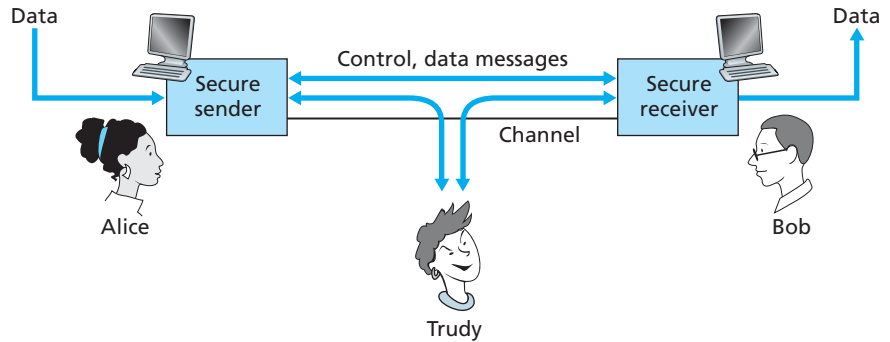 Data
Data
Control, data messages
Secure
sender
Secure
receiver
Channel
Alice
Bob
Trudy